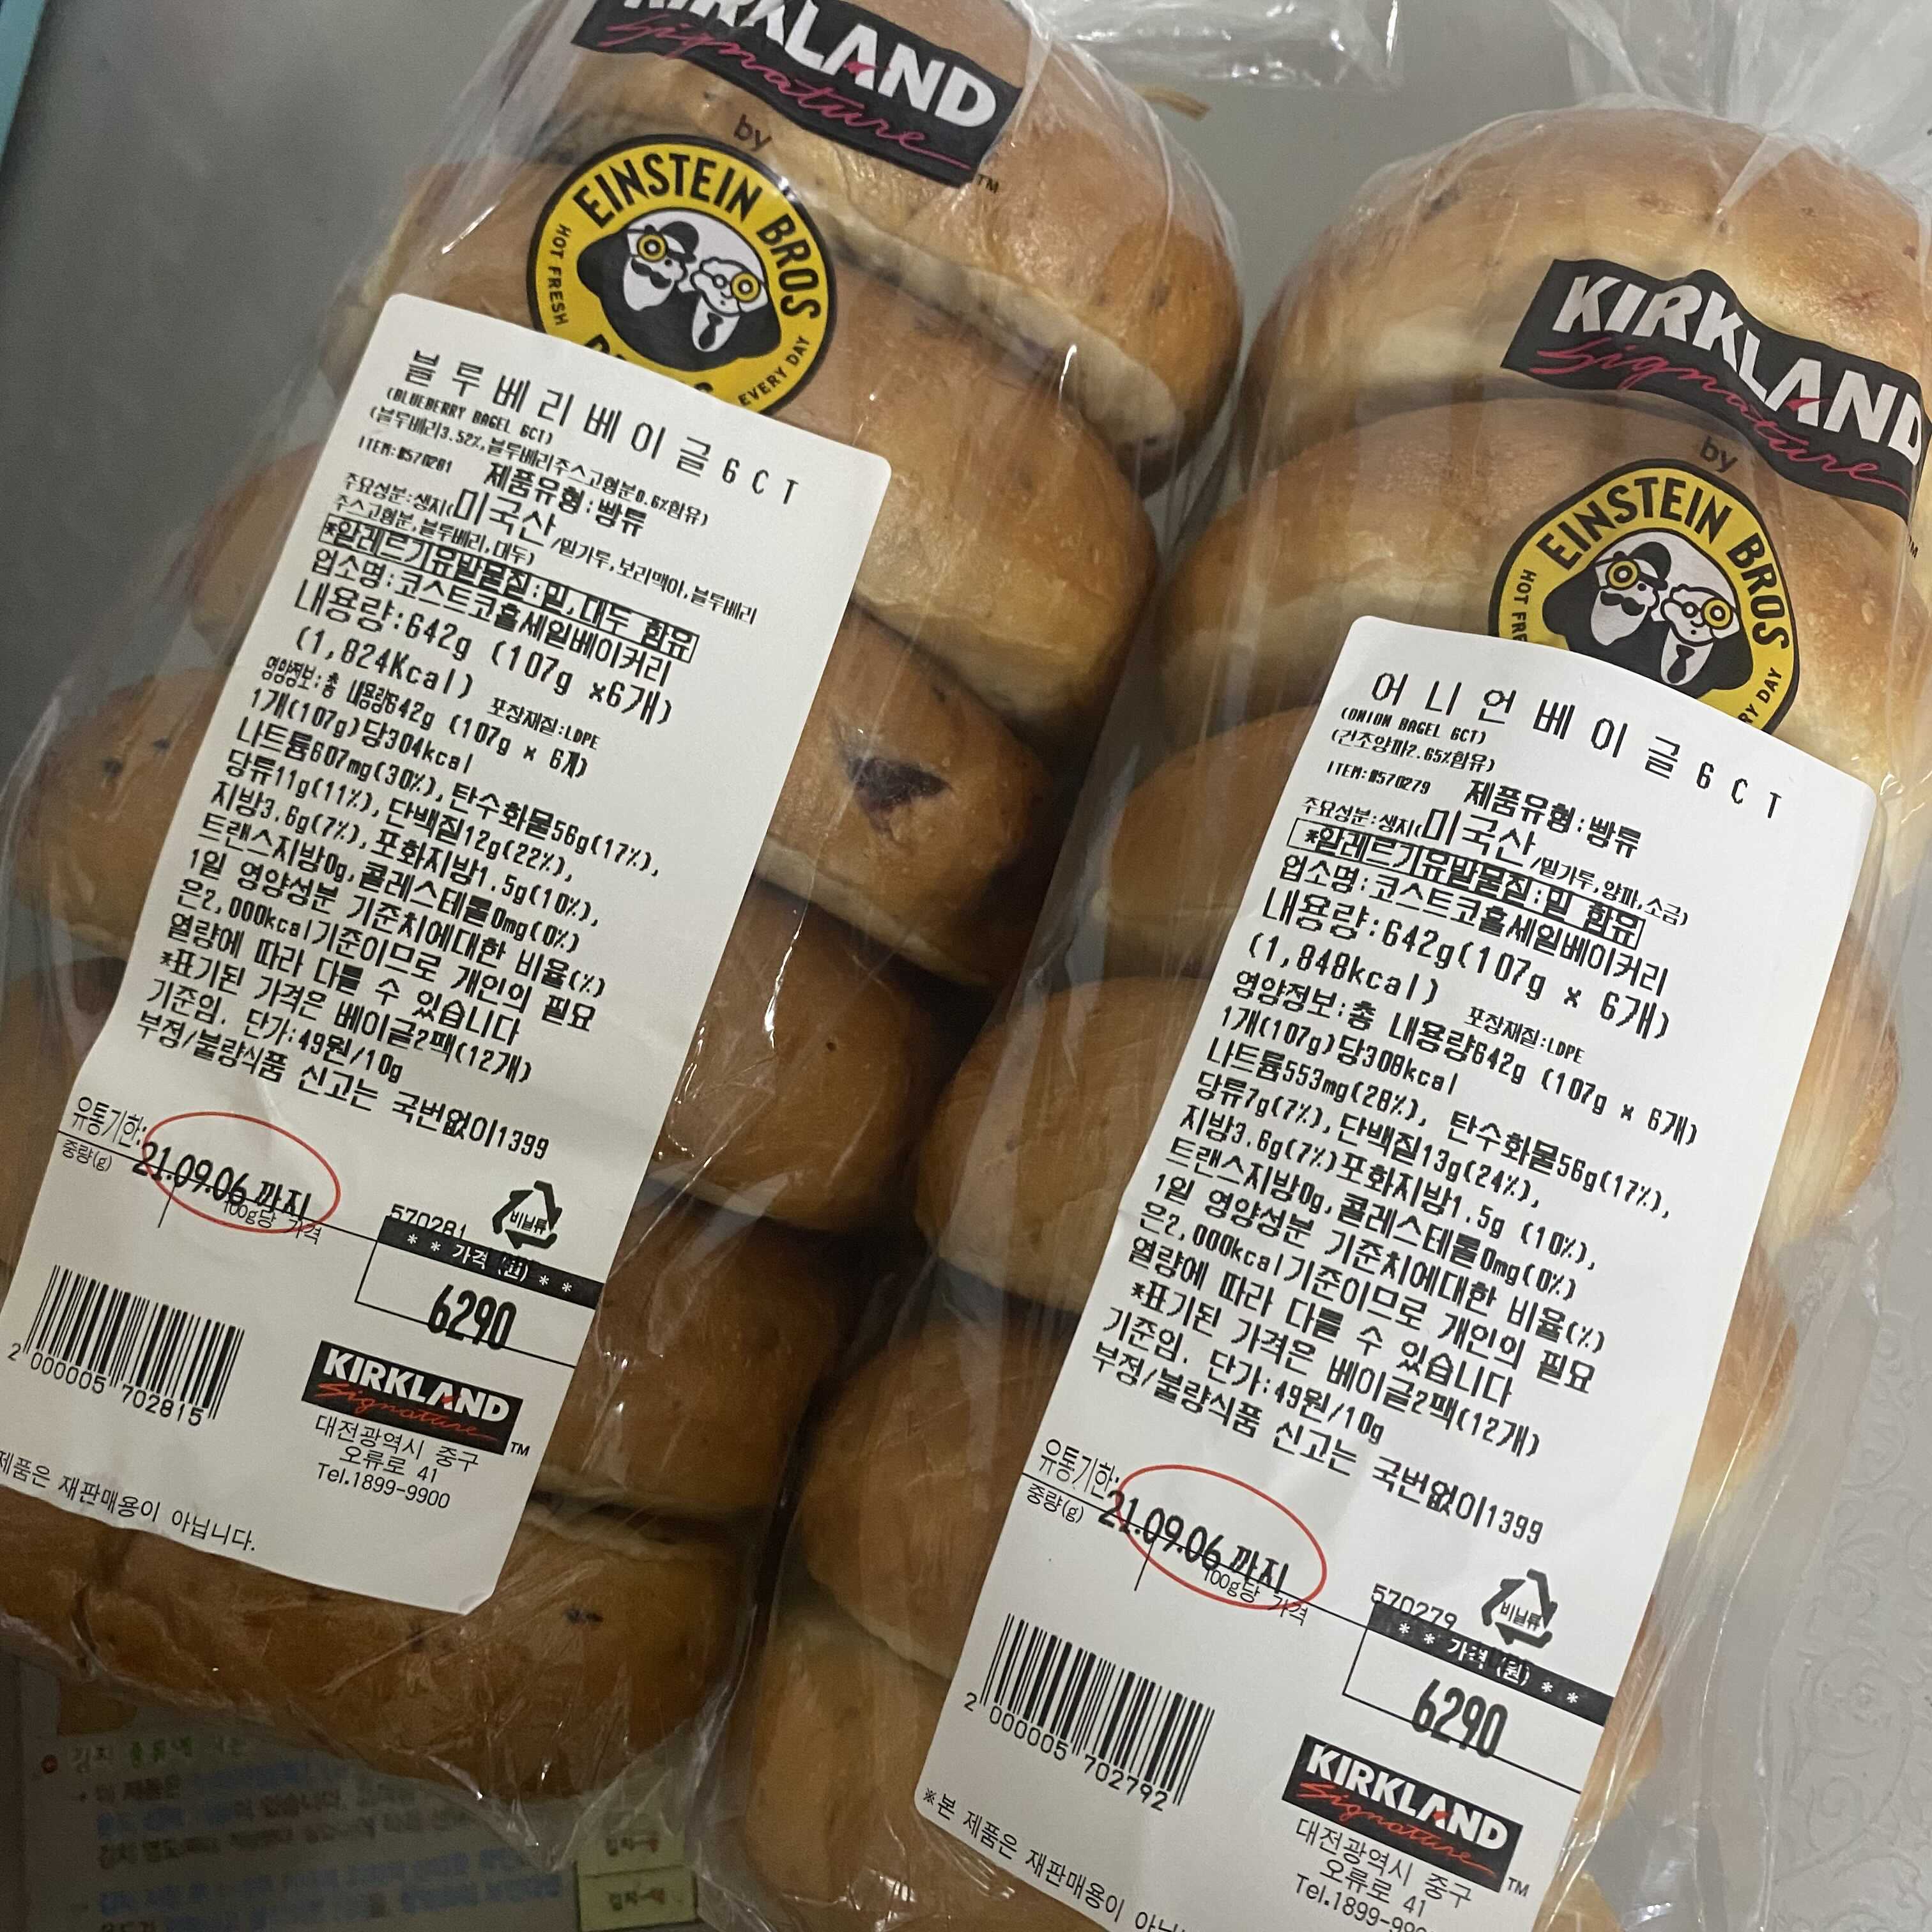 KIRKLAND
Signature
by
™
EINSTEIN BROS
HOT FRESH
EVERY DAY
블루베리베이글6CT
(BLUEBERRY BAGEL 6CT)
(블루베리3.52%,블루베리주스고형분0.6%함유)
ITEM:#570281 제품유형:빵류
주요성분:생지(미국산/밀가루,보리맥아,블루베리
주스고형분,블루베리,대두)
*알레르기유발물질:밀,대두 함유
업소명:코스트코홀세일베이커리
내용량:642g (107g x6개)
(1,824Kcal) 포장재질:LDPE
영양정보:총 내용량642g (107g x 6개)
1개(107g)당304kcal
나트륨607mg(30%),탄수화물56g(17%),
당류11g(11%),단백질12g(22%),
지방3.6g(7%),포화지방1.5g(10%),
트랜스지방0g,콜레스테롤0mg(0%)
1일 영양성분 기준치에대한 비율(%)
은2,000kcal기준이므로 개인의 필요
열량에 따라 다를 수 있습니다
*표기된 가격은 베이글2팩(12개)
기준임. 단가:49원/10g
부정/불량식품 신고는 국번없이1399
유통기한:
21.09.06 까지
중량(g)
100g당 가격
570281
비닐류
** 가격 (원) **
6290
2 000005 702815
KIRKLAND
Signature
™
대전광역시 중구
오류로 41
Tel.1899-9900
제품은 재판매용이 아닙니다.
KIRKLAND
Signature
by
™
EINSTEIN BROS
HOT
DAY
어니언베이글6CT
(ONION BAGEL 6CT)
(건조양파2.65%함유)
ITEM:#570279 제품유형:빵류
주요성분:생지(미국산/밀가루,양파,소금)
*알레르기유발물질:밀 함유
업소명:코스트코홀세일베이커리
내용량:642g(107g x 6개)
(1,848kcal) 포장재질:LDPE
영양정보:총 내용량642g (107g x 6개)
1개(107g)당308kcal
나트륨553mg(28%), 탄수화물56g(17%),
당류7g(7%),단백질13g(24%),
지방3.6g(7%)포화지방1.5g (10%),
트랜스지방0g,콜레스테롤0mg(0%)
1일 영양성분 기준치에대한 비율(%)
은2,000kcal기준이므로 개인의 필요
열량에 따라 다를 수 있습니다
*표기된 가격은 베이글2팩(12개)
기준임. 단가:49원/10g
부정/불량식품 신고는 국번없이1399
유통기한:
21.09.06 까지
중량(g)
100g당 가격
570279
비닐류
** 가격 (원) **
6290
2 000005 702792
KIRKLAND
Signature
™
대전광역시 중구
오류로 41
Tel.1899-990
※본 제품은 재판매용이